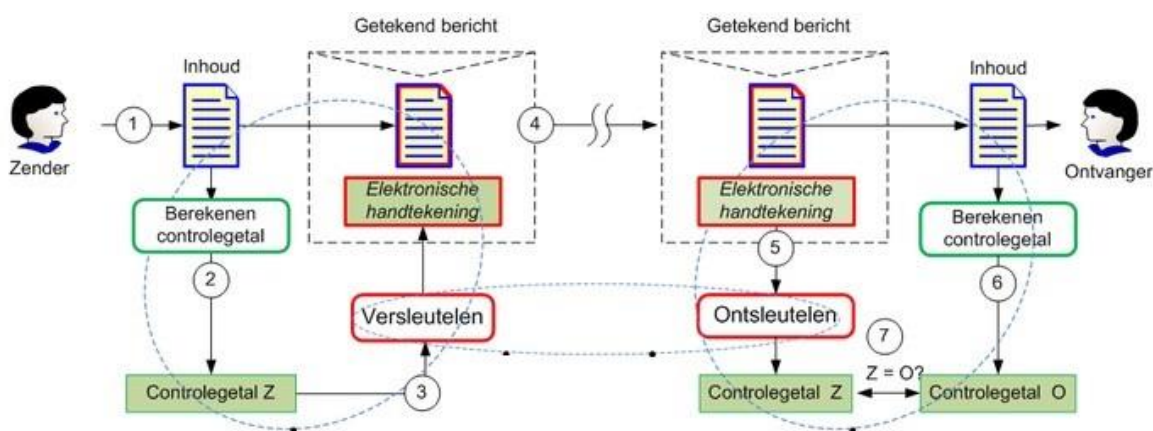 Getekend bericht
Getekend bericht
Inhoud
Inhoud
Zender
1
4
Ontvanger
Elektronische
handtekening
Elektronische
handtekening
Berekenen
controlegetal
Berekenen
controlegetal
2
5
6
Versleutelen
Ontsleutelen
7
Z = O?
Controlegetal Z
3
Controlegetal Z
Controlegetal O